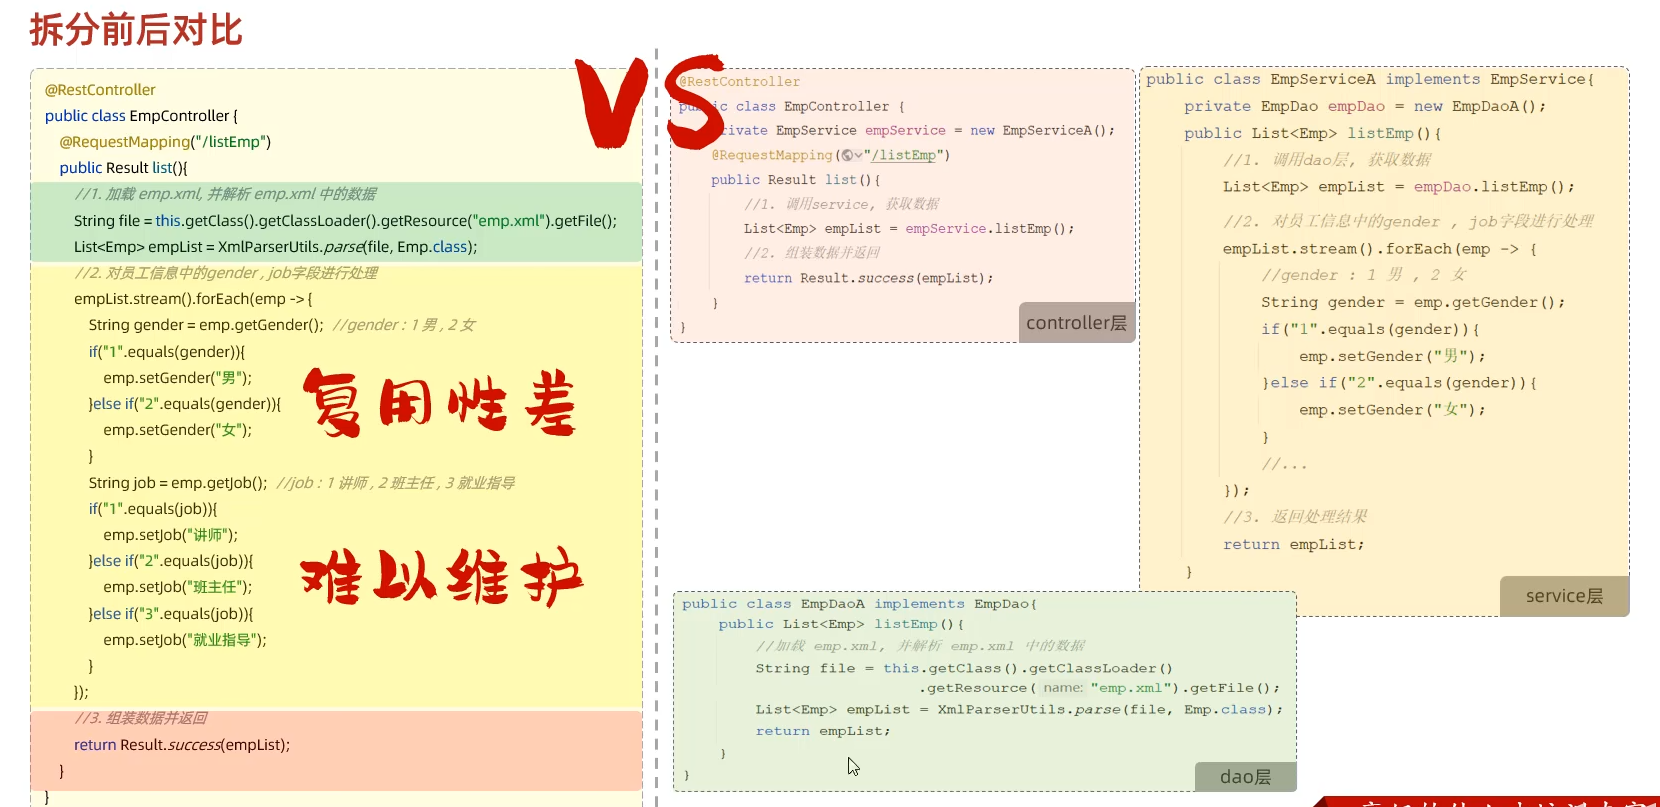 拆分前后对比
VS
@RestController
public class EmpController {
@RequestMapping("/listEmp")
public Result list(){
//1. 加载 emp.xml, 并解析 emp.xml 中的数据
String file = this.getClass().getClassLoader().getResource("emp.xml").getFile();
List<Emp> empList = XmlParserUtils.parse(file, Emp.class);
//2. 对员工信息中的gender , job字段进行处理
empList.stream().forEach(emp -> {
String gender = emp.getGender(); //gender : 1 男 , 2 女
if("1".equals(gender)){
emp.setGender("男");
}else if("2".equals(gender)){
emp.setGender("女");
}
String job = emp.getJob(); //job : 1 讲师 , 2 班主任 , 3 就业指导
if("1".equals(job)){
emp.setJob("讲师");
}else if("2".equals(job)){
emp.setJob("班主任");
}else if("3".equals(job)){
emp.setJob("就业指导");
}
});
//3. 组装数据并返回
return Result.success(empList);
}
}
复用性差
难以维护
@RestController
public class EmpController {
private EmpService empService = new EmpServiceA();
@RequestMapping("/listEmp")
public Result list(){
//1. 调用service, 获取数据
List<Emp> empList = empService.listEmp();
//2. 组装数据并返回
return Result.success(empList);
}
}
controller层
public class EmpServiceA implements EmpService{
private EmpDao empDao = new EmpDaoA();
public List<Emp> listEmp(){
//1. 调用dao层, 获取数据
List<Emp> empList = empDao.listEmp();
//2. 对员工信息中的gender , job字段进行处理
empList.stream().forEach(emp -> {
//gender : 1 男 , 2 女
String gender = emp.getGender();
if("1".equals(gender)){
emp.setGender("男");
}else if("2".equals(gender)){
emp.setGender("女");
}
//...
});
//3. 返回处理结果
return empList;
}
service层
public class EmpDaoA implements EmpDao{
public List<Emp> listEmp(){
//加载 emp.xml, 并解析 emp.xml 中的数据
String file = this.getClass().getClassLoader()
.getResource( name: "emp.xml").getFile();
List<Emp> empList = XmlParserUtils.parse(file, Emp.class);
return empList;
}
}
dao层